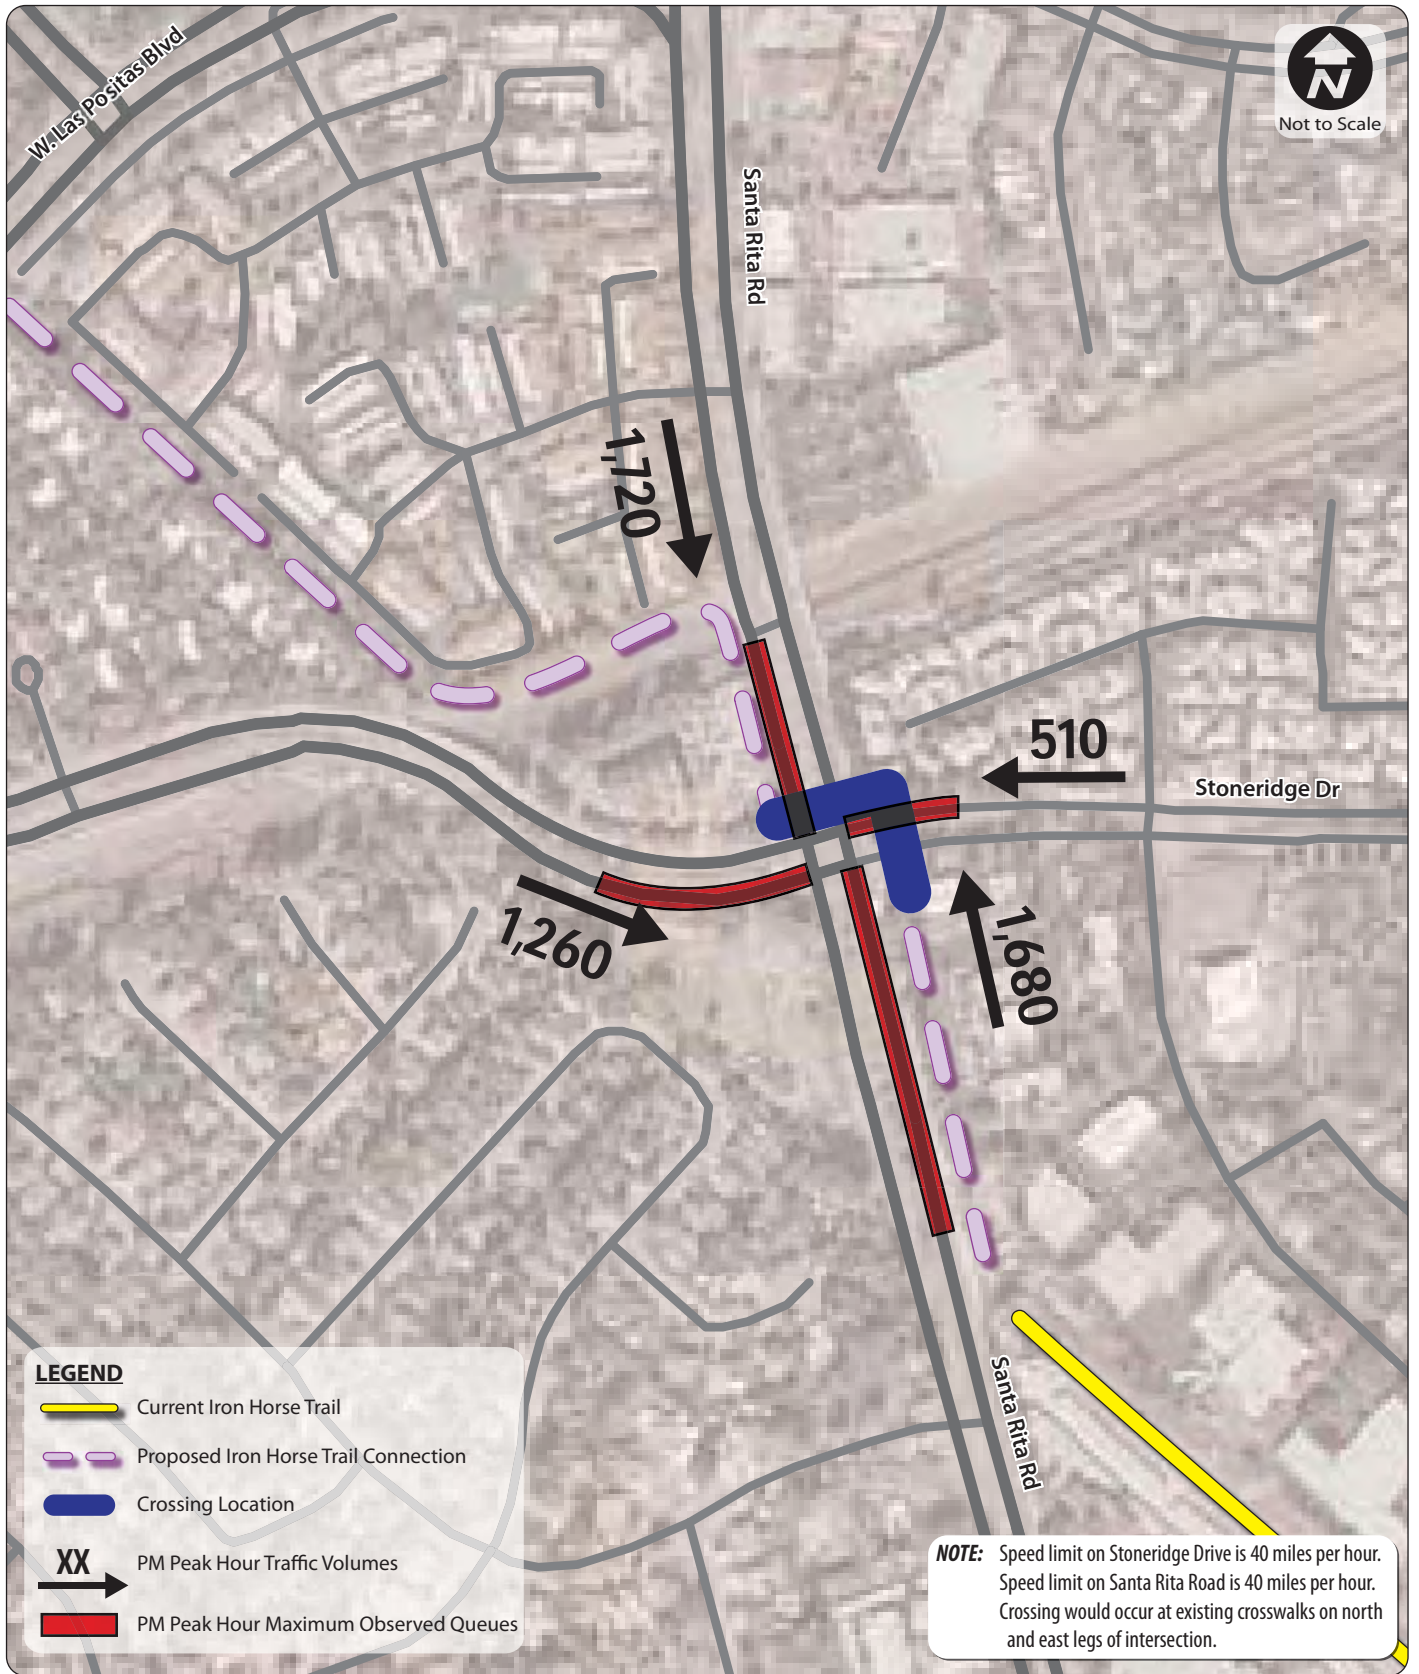 W. Las Positas Blvd
N
Not to Scale
Santa Rita Rd
1,720
510
Stoneridge Dr
1,260
1,680
Santa Rita Rd
LEGEND
Current Iron Horse Trail
Proposed Iron Horse Trail Connection
Crossing Location
XX
PM Peak Hour Traffic Volumes
PM Peak Hour Maximum Observed Queues
NOTE: Speed limit on Stoneridge Drive is 40 miles per hour.
Speed limit on Santa Rita Road is 40 miles per hour.
Crossing would occur at existing crosswalks on north
and east legs of intersection.